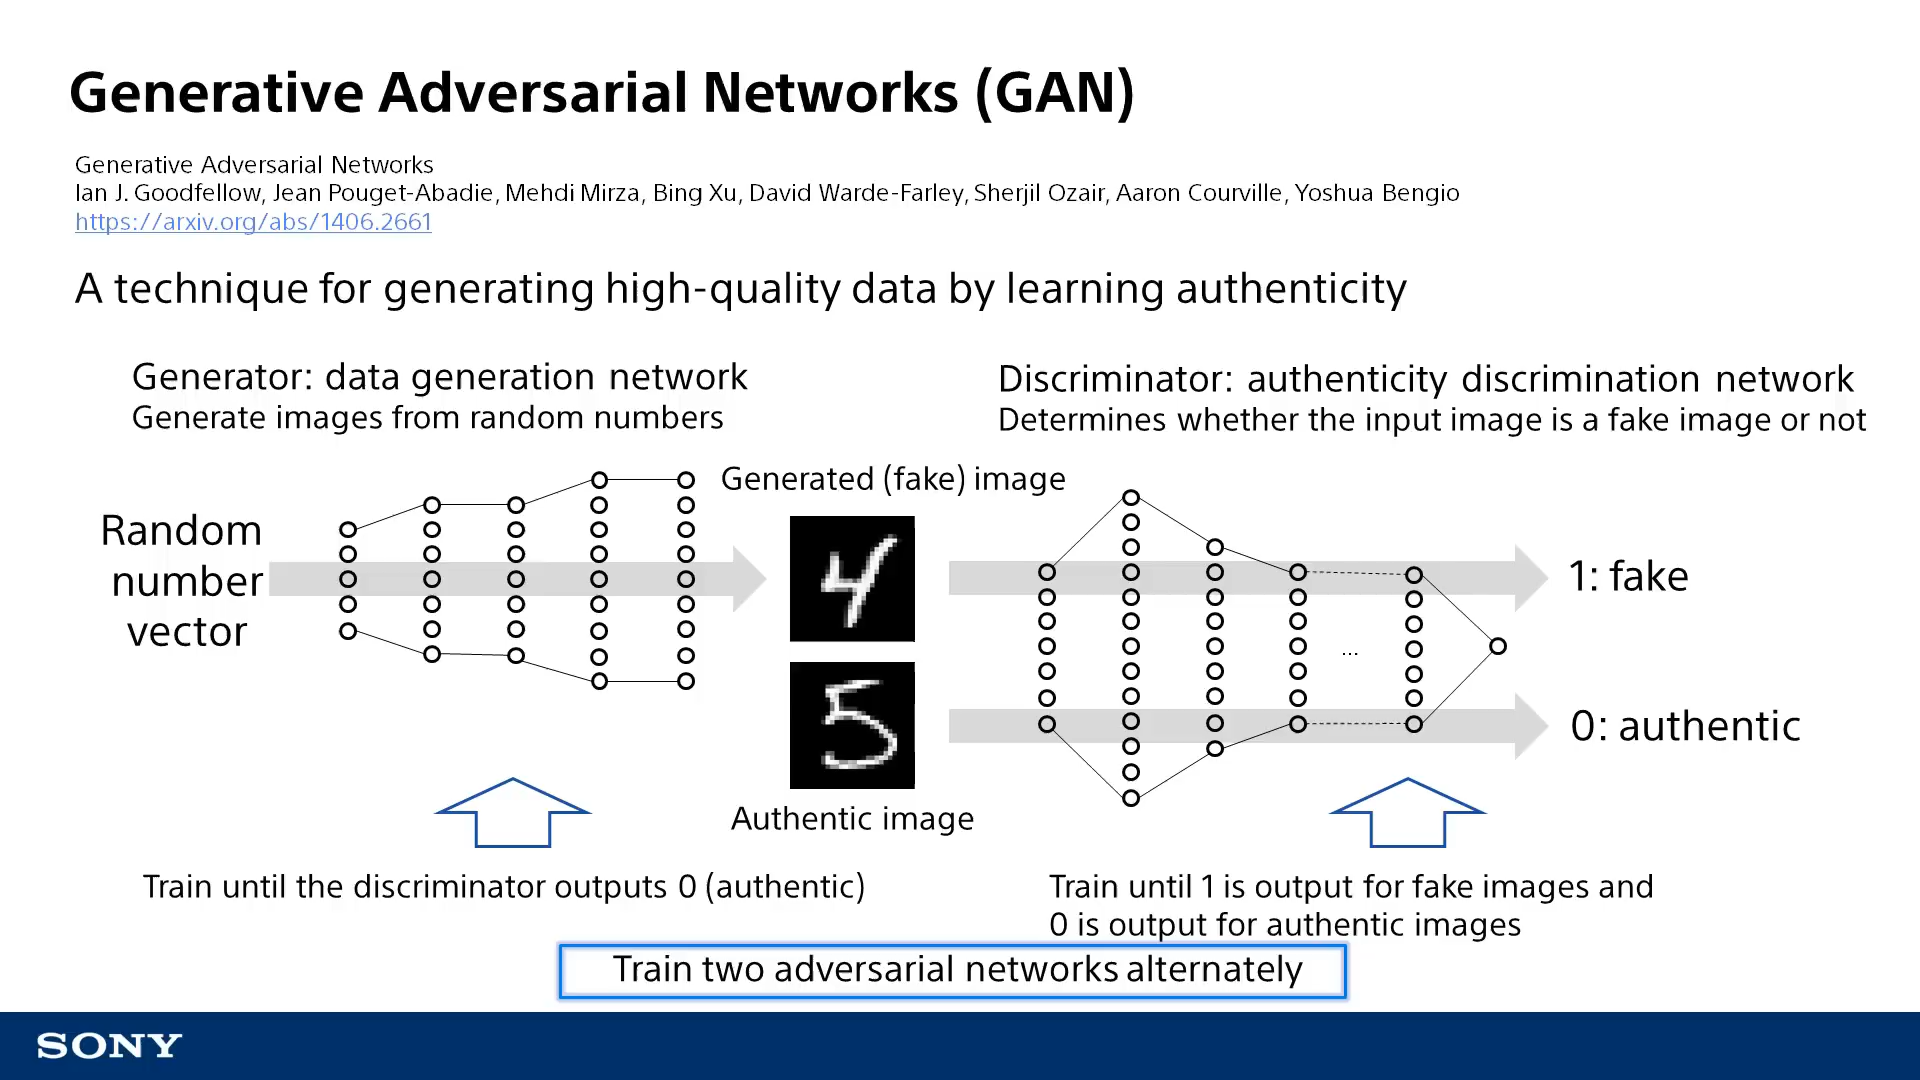 Generative Adversarial Networks (GAN)
Generative Adversarial Networks
Ian J. Goodfellow, Jean Pouget-Abadie, Mehdi Mirza, Bing Xu, David Warde-Farley, Sherjil Ozair, Aaron Courville, Yoshua Bengio
https://arxiv.org/abs/1406.2661
A technique for generating high-quality data by learning authenticity
Generator: data generation network
Generate images from random numbers
Discriminator: authenticity discrimination network
Determines whether the input image is a fake image or not
Random
number
vector
Generated (fake) image
4
5
Authentic image
...
1: fake
0: authentic
Train until the discriminator outputs 0 (authentic)
Train until 1 is output for fake images and
0 is output for authentic images
Train two adversarial networks alternately
SONY